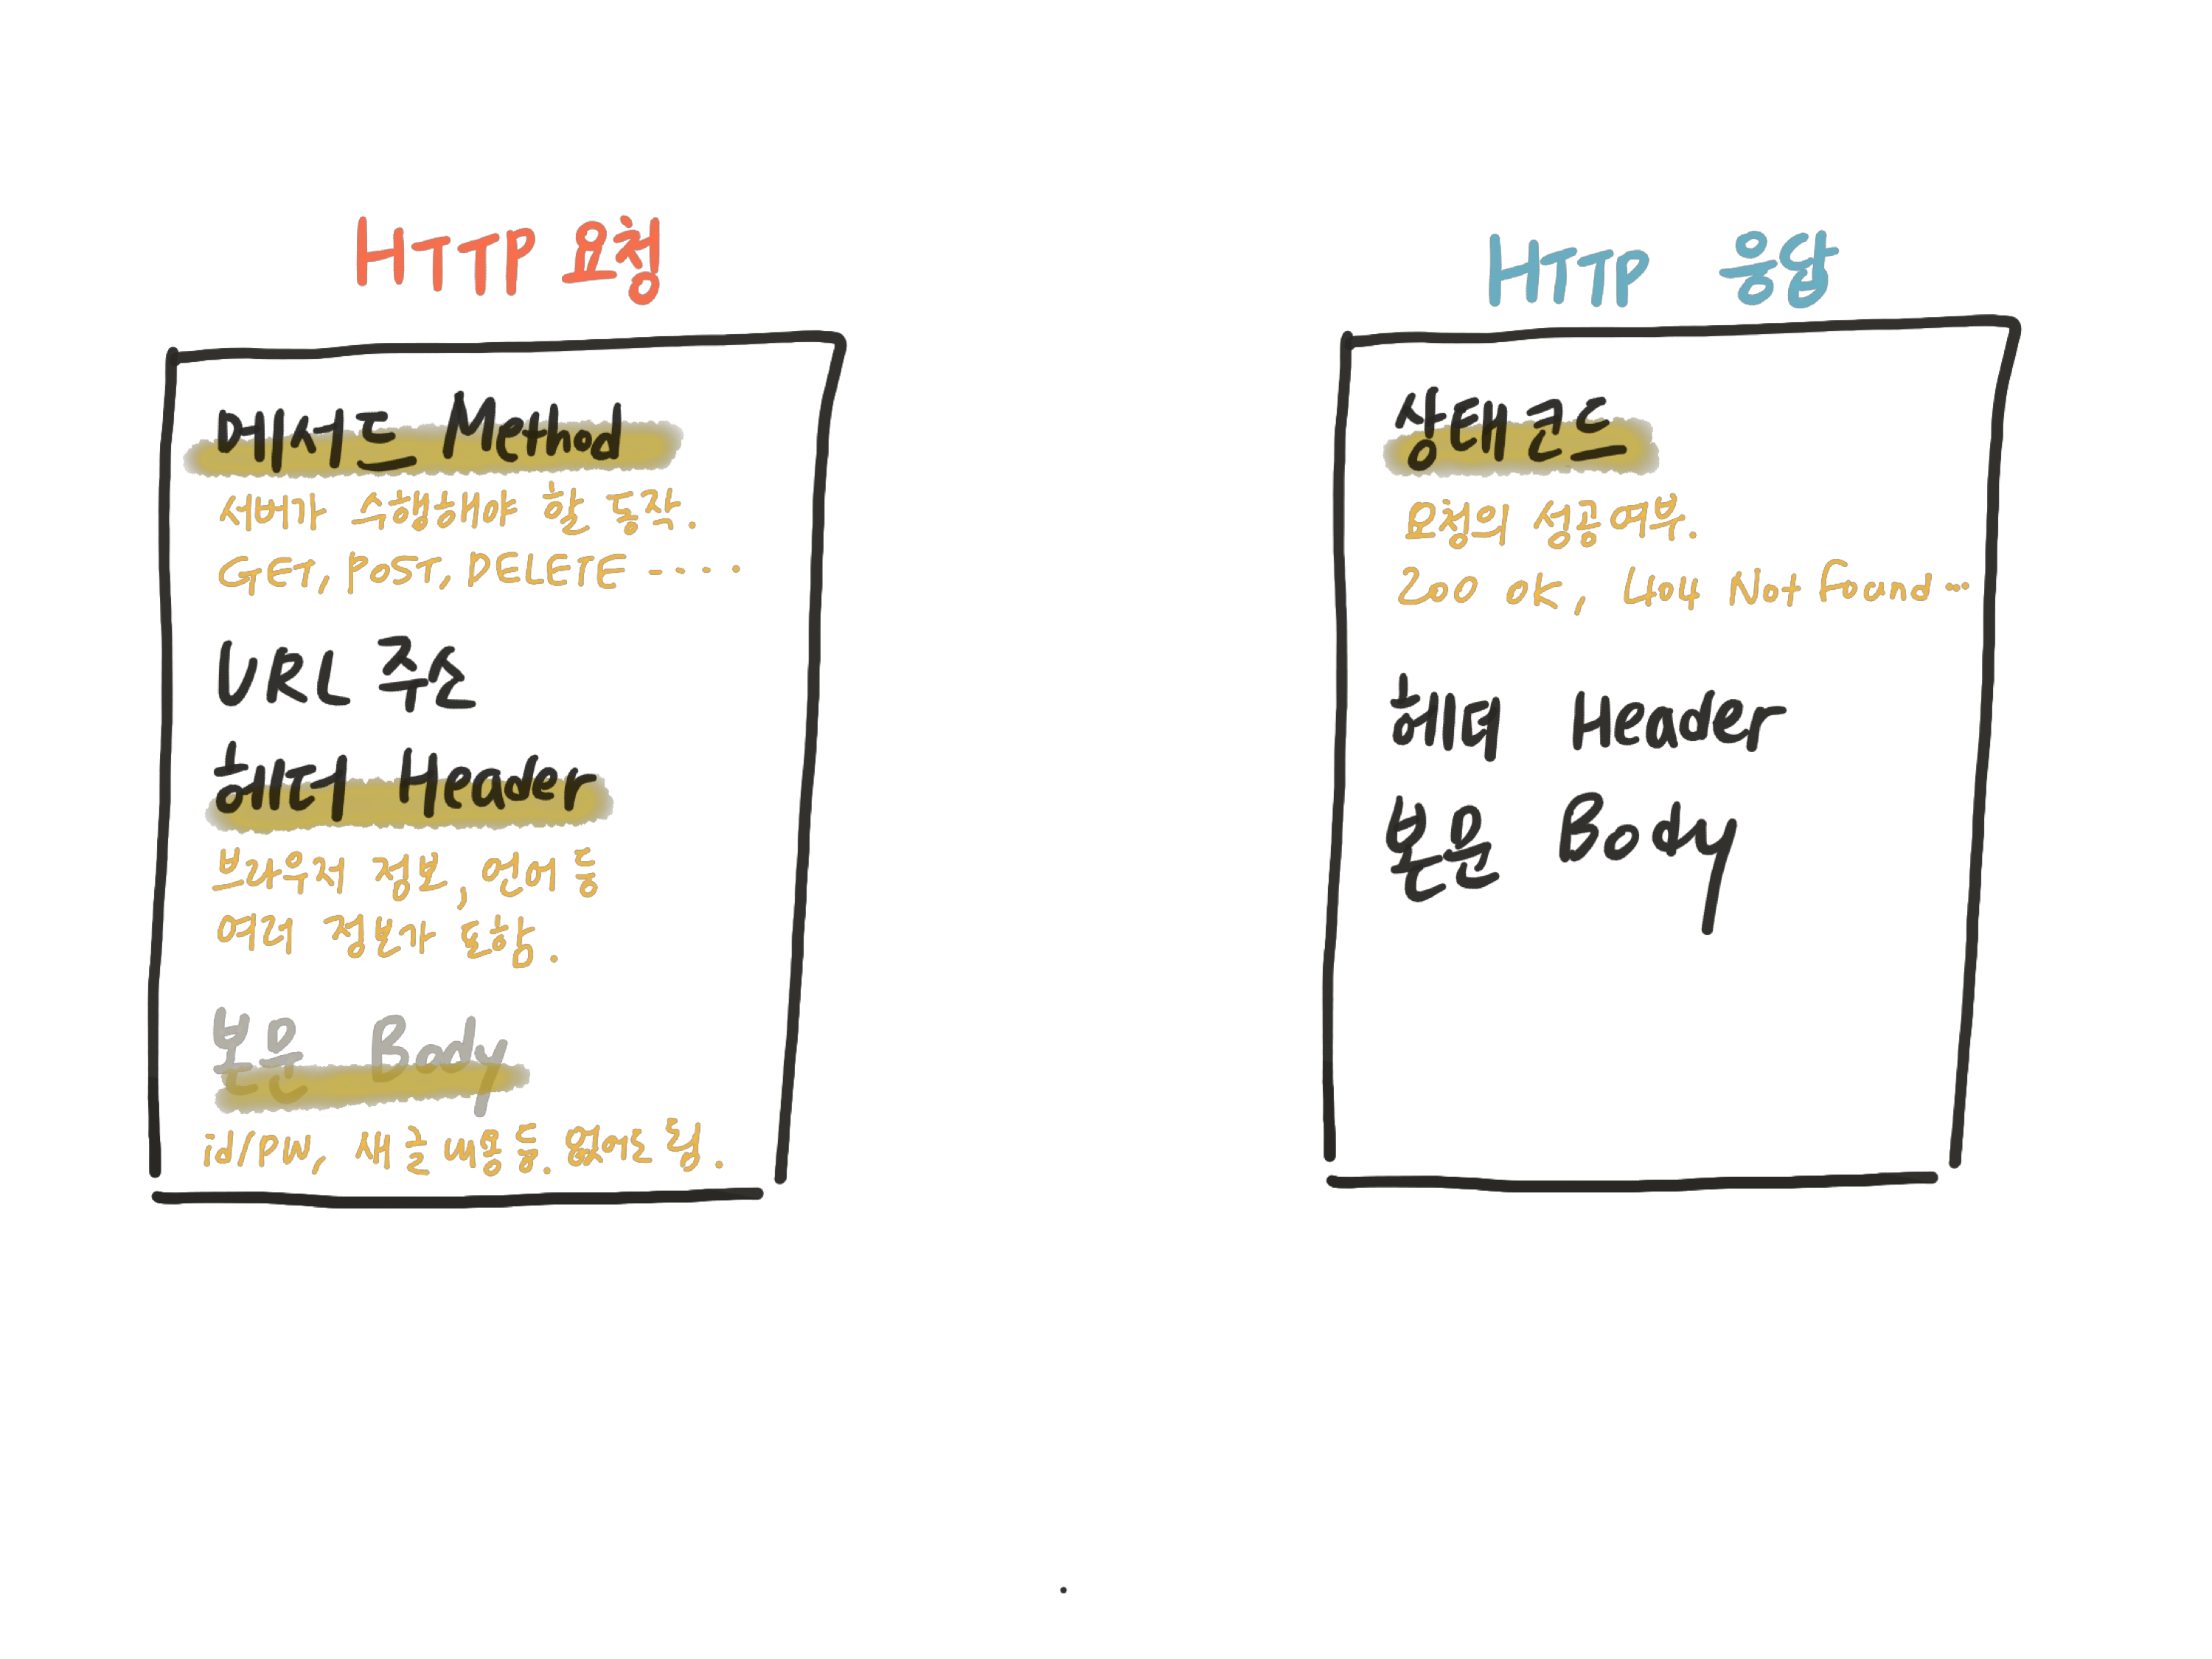 HTTP 요청
메서드 Method
서버가 수행해야 할 동작.
GET, POST, DELETE ----
URL 주소
헤더 Header
브라우저 정보, 언어 등
여러 정보가 포함.
본문 Body
id/PW, 새 글 내용 등. 없어도 됨.
HTTP 응답
상태 코드
요청의 성공여부.
200 OK, 404 Not found...
헤더 Header
본문 Body